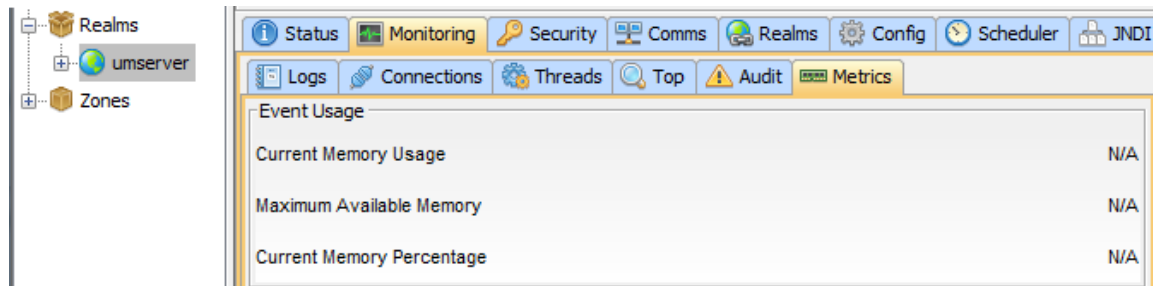 Realms
umserver
Zones
Status Monitoring Security Comms Realms Config Scheduler JNDI
Logs Connections Threads Top Audit Metrics
Event Usage
Current Memory Usage N/A
Maximum Available Memory N/A
Current Memory Percentage N/A